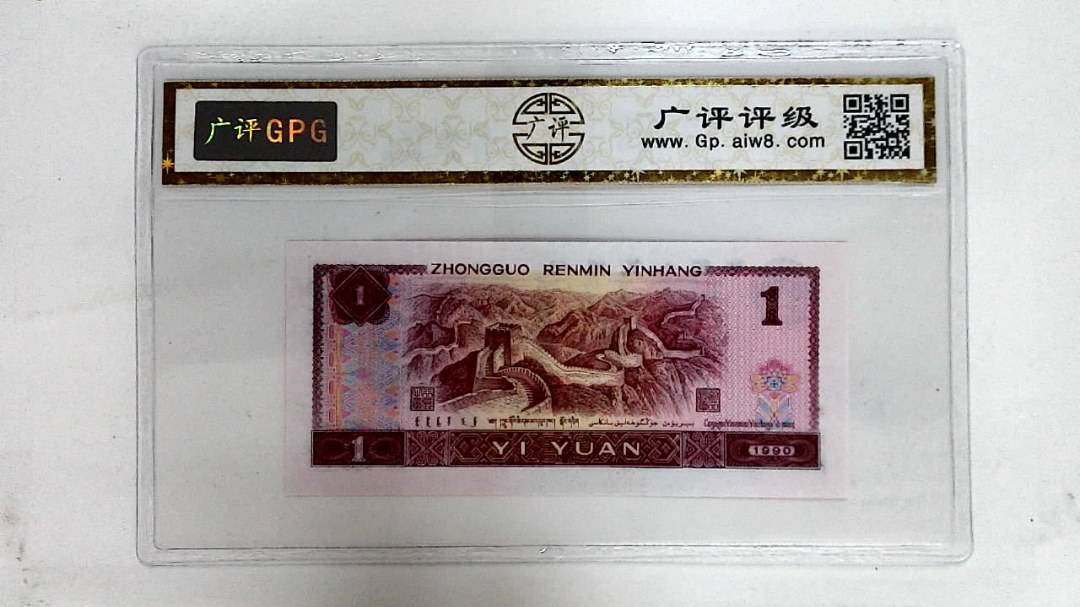 广评GPG
广评
广评评级
www.Gp.aiw8.com
ZHONGGUO RENMIN YINHANG
1
1
1
YI YUAN
1990